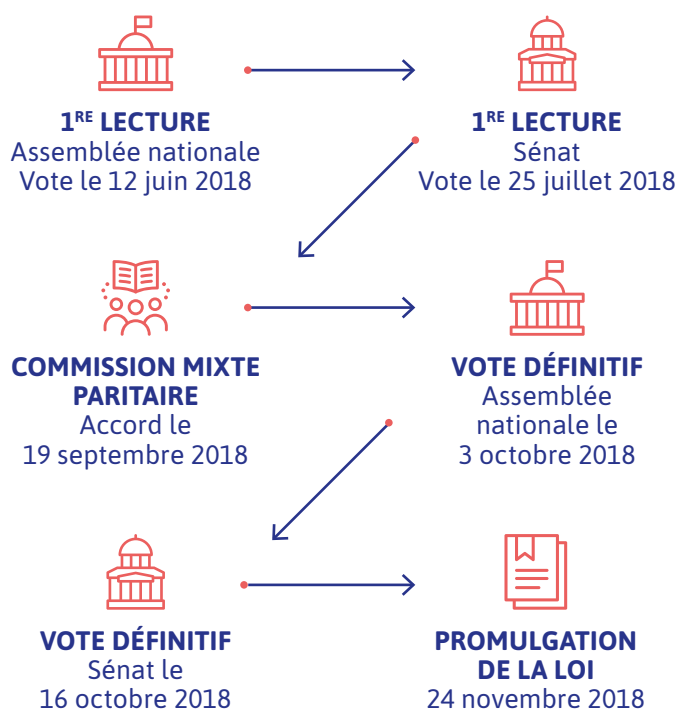 1RE LECTURE
Assemblée nationale
Vote le 12 juin 2018
1RE LECTURE
Sénat
Vote le 25 juillet 2018
COMMISSION MIXTE
PARITAIRE
Accord le
19 septembre 2018
VOTE DÉFINITIF
Assemblée
nationale le
3 octobre 2018
VOTE DÉFINITIF
Sénat le
16 octobre 2018
PROMULGATION
DE LA LOI
24 novembre 2018